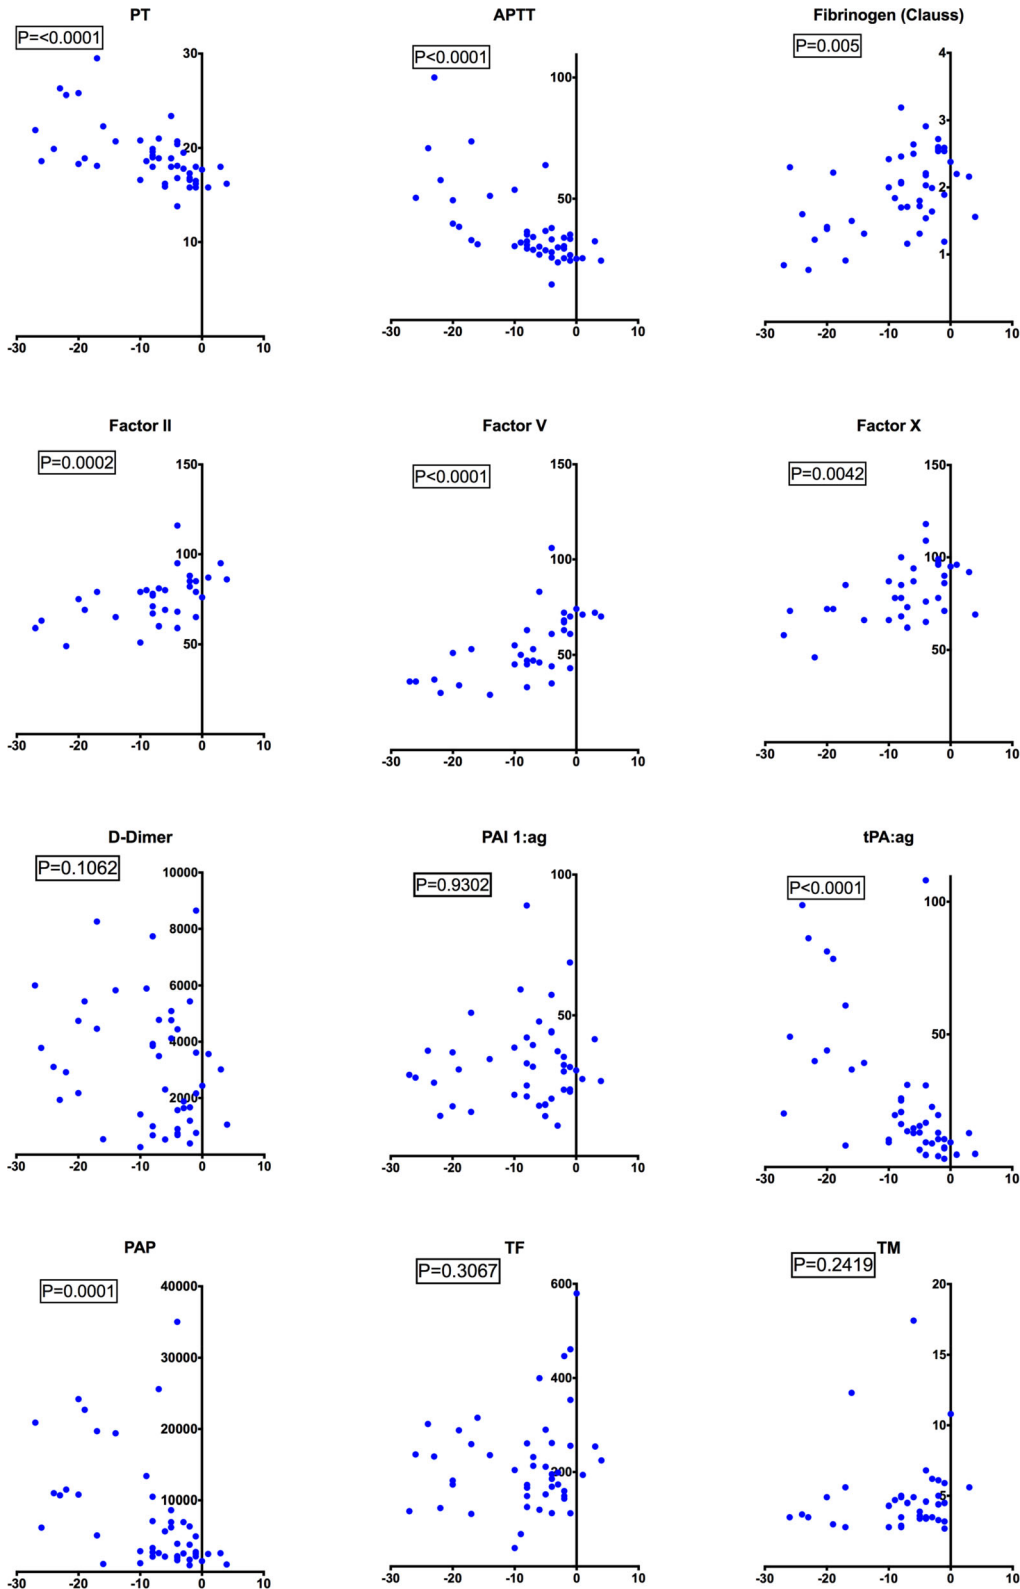 PT
P=<0.0001
30
20
10
-30 -20 -10 0 10
APTT
P<0.0001
100
50
-30 -20 -10 0 10
Fibrinogen (Clauss)
P=0.005
4
3
2
1
-30 -20 -10 0 10
Factor II
P=0.0002
150
100
50
-30 -20 -10 0 10
Factor V
P<0.0001
150
100
50
-30 -20 -10 0 10
Factor X
P=0.0042
150
100
50
-30 -20 -10 0 10
D-Dimer
P=0.1062
10000
8000
6000
4000
2000
-30 -20 -10 0 10
PAI 1:ag
P=0.9302
100
50
-30 -20 -10 0 10
tPA:ag
P<0.0001
100
50
-30 -20 -10 0 10
PAP
P=0.0001
40000
30000
20000
10000
-30 -20 -10 0 10
TF
P=0.3067
600
400
200
-30 -20 -10 0 10
TM
P=0.2419
20
15
10
5
-30 -20 -10 0 10